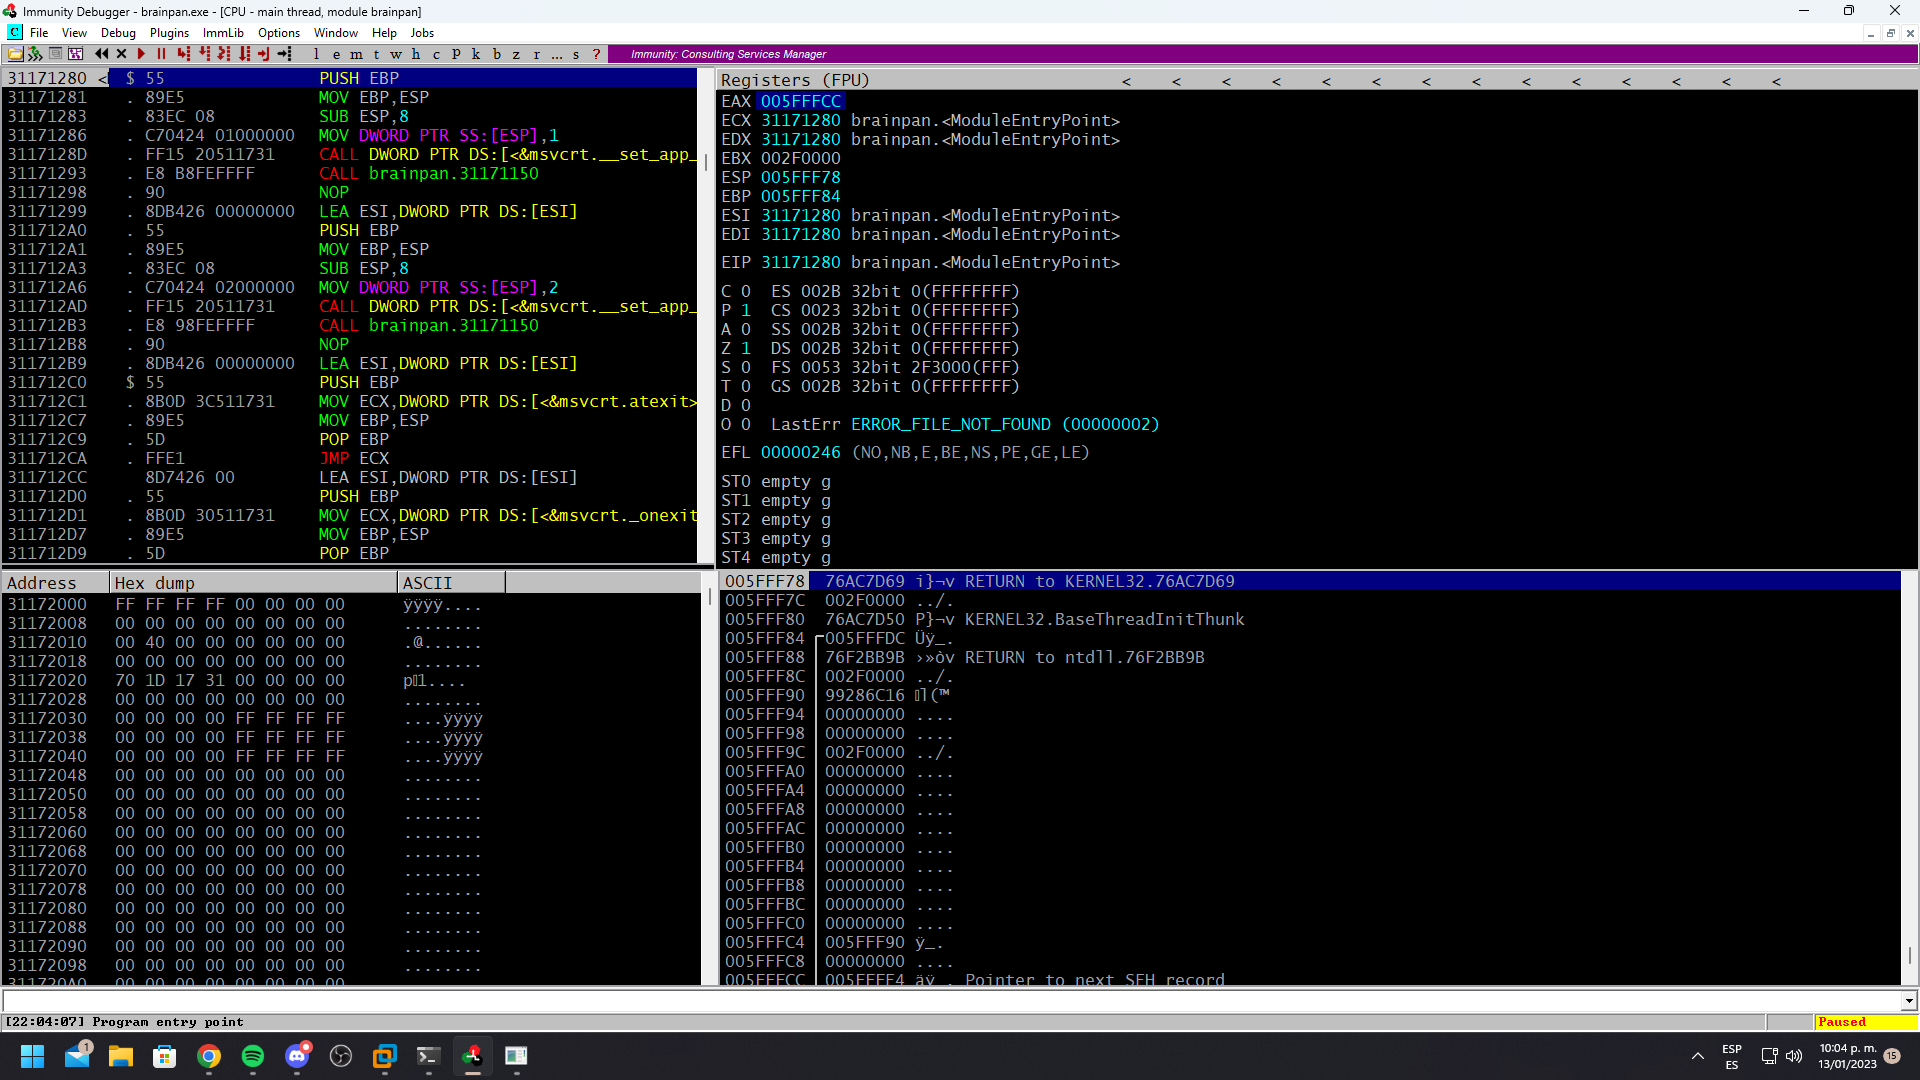 Immunity Debugger - brainpan.exe - [CPU - main thread, module brainpan]
C File View Debug Plugins ImmLib Options Window Help Jobs
l e m t w h c P k b z r ... s ? Immunity: Consulting Services Manager
31171280 <[ $ 55 PUSH EBP
31171281 . 89E5 MOV EBP,ESP
31171283 . 83EC 08 SUB ESP,8
31171286 . C70424 01000000 MOV DWORD PTR SS:[ESP],1
3117128D . FF15 20511731 CALL DWORD PTR DS:[<&msvcrt.__set_app_
31171293 . E8 B8FEFFFF CALL brainpan.31171150
31171298 . 90 NOP
31171299 . 8DB426 00000000 LEA ESI,DWORD PTR DS:[ESI]
311712A0 . 55 PUSH EBP
311712A1 . 89E5 MOV EBP,ESP
311712A3 . 83EC 08 SUB ESP,8
311712A6 . C70424 02000000 MOV DWORD PTR SS:[ESP],2
311712AD . FF15 20511731 CALL DWORD PTR DS:[<&msvcrt.__set_app_
311712B3 . E8 98FEFFFF CALL brainpan.31171150
311712B8 . 90 NOP
311712B9 . 8DB426 00000000 LEA ESI,DWORD PTR DS:[ESI]
311712C0 $ 55 PUSH EBP
311712C1 . 8B0D 3C511731 MOV ECX,DWORD PTR DS:[<&msvcrt.atexit>
311712C7 . 89E5 MOV EBP,ESP
311712C9 . 5D POP EBP
311712CA . FFE1 JMP ECX
311712CC 8D7426 00 LEA ESI,DWORD PTR DS:[ESI]
311712D0 . 55 PUSH EBP
311712D1 . 8B0D 30511731 MOV ECX,DWORD PTR DS:[<&msvcrt._onexit
311712D7 . 89E5 MOV EBP,ESP
311712D9 . 5D POP EBP
Registers (FPU) < < < < < < < < < < < < < <
EAX 005FFFCC
ECX 31171280 brainpan.<ModuleEntryPoint>
EDX 31171280 brainpan.<ModuleEntryPoint>
EBX 002F0000
ESP 005FFF78
EBP 005FFF84
ESI 31171280 brainpan.<ModuleEntryPoint>
EDI 31171280 brainpan.<ModuleEntryPoint>
EIP 31171280 brainpan.<ModuleEntryPoint>
C 0 ES 002B 32bit 0(FFFFFFFF)
P 1 CS 0023 32bit 0(FFFFFFFF)
A 0 SS 002B 32bit 0(FFFFFFFF)
Z 1 DS 002B 32bit 0(FFFFFFFF)
S 0 FS 0053 32bit 2F3000(FFF)
T 0 GS 002B 32bit 0(FFFFFFFF)
D 0
O 0 LastErr ERROR_FILE_NOT_FOUND (00000002)
EFL 00000246 (NO,NB,E,BE,NS,PE,GE,LE)
ST0 empty g
ST1 empty g
ST2 empty g
ST3 empty g
ST4 empty g
Address Hex dump ASCII
31172000 FF FF FF FF 00 00 00 00 ÿÿÿÿ....
31172008 00 00 00 00 00 00 00 00 ........
31172010 00 40 00 00 00 00 00 00 .@......
31172018 00 00 00 00 00 00 00 00 ........
31172020 70 1D 17 31 00 00 00 00 p1....
31172028 00 00 00 00 00 00 00 00 ........
31172030 00 00 00 00 FF FF FF FF ....ÿÿÿÿ
31172038 00 00 00 00 FF FF FF FF ....ÿÿÿÿ
31172040 00 00 00 00 FF FF FF FF ....ÿÿÿÿ
31172048 00 00 00 00 00 00 00 00 ........
31172050 00 00 00 00 00 00 00 00 ........
31172058 00 00 00 00 00 00 00 00 ........
31172060 00 00 00 00 00 00 00 00 ........
31172068 00 00 00 00 00 00 00 00 ........
31172070 00 00 00 00 00 00 00 00 ........
31172078 00 00 00 00 00 00 00 00 ........
31172080 00 00 00 00 00 00 00 00 ........
31172088 00 00 00 00 00 00 00 00 ........
31172090 00 00 00 00 00 00 00 00 ........
31172098 00 00 00 00 00 00 00 00 ........
311720A0 00 00 00 00 00 00 00 00
005FFF78 76AC7D69 i}¬v RETURN to KERNEL32.76AC7D69
005FFF7C 002F0000 ../.
005FFF80 76AC7D50 P}¬v KERNEL32.BaseThreadInitThunk
005FFF84 005FFFDC Üÿ_.
005FFF88 76F2BB9B ›»òv RETURN to ntdll.76F2BB9B
005FFF8C 002F0000 ../.
005FFF90 99286C16 l(™
005FFF94 00000000 ....
005FFF98 00000000 ....
005FFF9C 002F0000 ../.
005FFFA0 00000000 ....
005FFFA4 00000000 ....
005FFFA8 00000000 ....
005FFFAC 00000000 ....
005FFFB0 00000000 ....
005FFFB4 00000000 ....
005FFFB8 00000000 ....
005FFFBC 00000000 ....
005FFFC0 00000000 ....
005FFFC4 005FFF90 ÿ_.
005FFFC8 00000000 ....
005FFFCC 005FFFF4 äÿ . Pointer to next SEH record
[22:04:07] Program entry point
Paused
1
ESP
ES
10:04 p. m.
13/01/2023
15